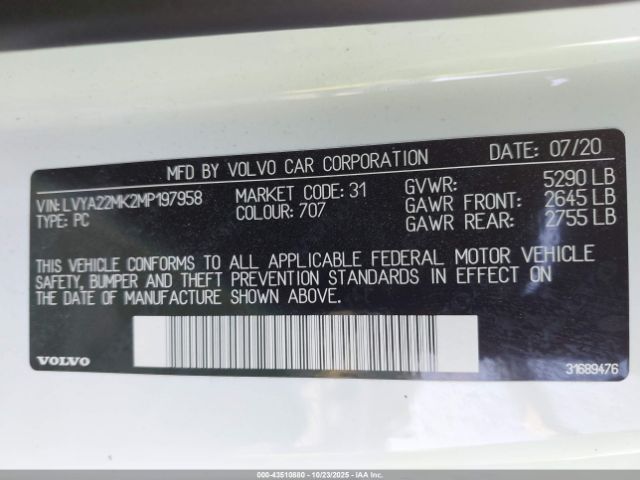 MFD BY VOLVO CAR CORPORATION DATE: 07/20
VIN: LVYA22MK2MP197958 MARKET CODE: 31 GVWR: 5290 LB
TYPE: PC COLOUR: 707 GAWR FRONT: 2645 LB
GAWR REAR: 2755 LB
THIS VEHICLE CONFORMS TO ALL APPLICABLE FEDERAL MOTOR VEHICLE
SAFETY, BUMPER AND THEFT PREVENTION STANDARDS IN EFFECT ON
THE DATE OF MANUFACTURE SHOWN ABOVE.
VOLVO 31689476
000-43510880 - 10/23/2025 - IAA, Inc.